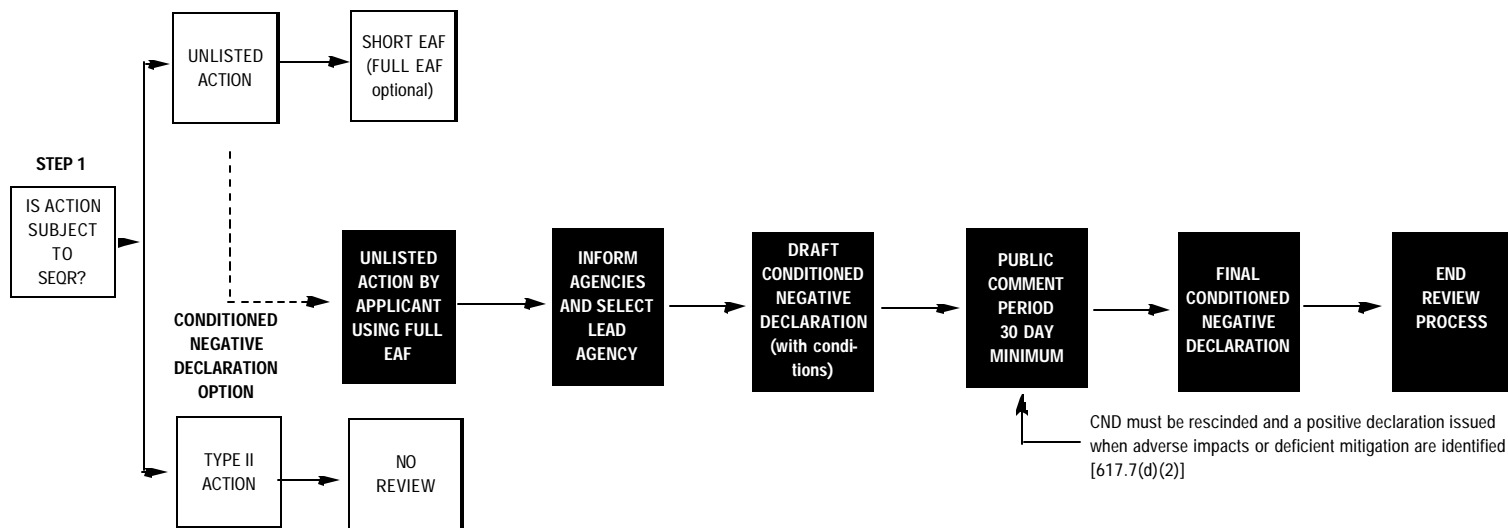 STEP 1
IS ACTION
SUBJECT
TO
SEQR?
UNLISTED
ACTION
SHORT EAF
(FULL EAF
optional)
CONDITIONED
NEGATIVE
DECLARATION
OPTION
UNLISTED
ACTION BY
APPLICANT
USING FULL
EAF
INFORM
AGENCIES
AND SELECT
LEAD
AGENCY
DRAFT
CONDITIONED
NEGATIVE
DECLARATION
(with condi-
tions)
PUBLIC
COMMENT
PERIOD
30 DAY
MINIMUM
FINAL
CONDITIONED
NEGATIVE
DECLARATION
END
REVIEW
PROCESS
CND must be rescinded and a positive declaration issued
when adverse impacts or deficient mitigation are identified
[617.7(d)(2)]
TYPE II
ACTION
NO
REVIEW